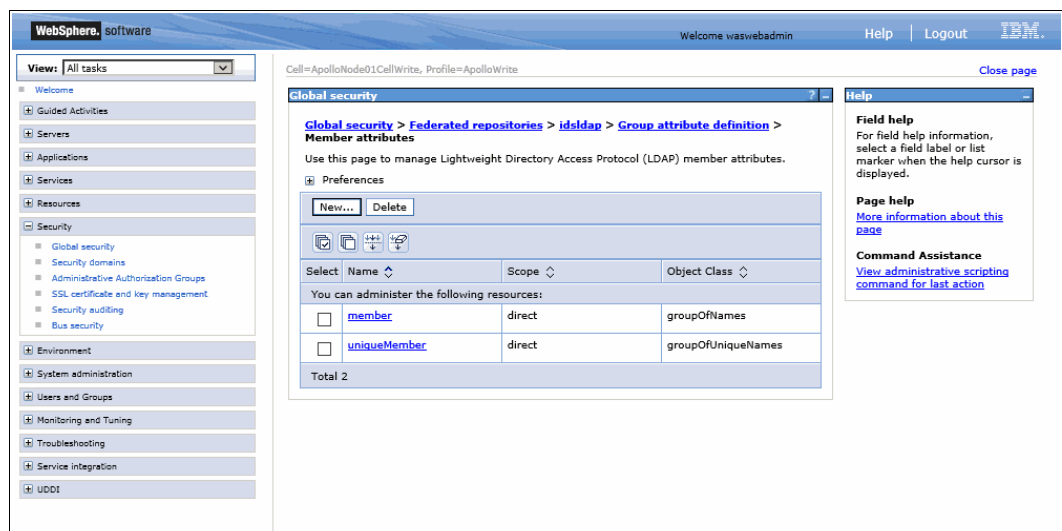 WebSphere. software
Welcome waswebadmin
Help
Logout
IBM.
View: All tasks
Welcome
Guided Activities
Servers
Applications
Services
Resources
Security
Global security
Security domains
Administrative Authorization Groups
SSL certificate and key management
Security auditing
Bus security
Environment
System administration
Users and Groups
Monitoring and Tuning
Troubleshooting
Service integration
UDDI
Cell=ApolloNode01CellWrite, Profile=ApolloWrite
Close page
Global security ? -
Global security > Federated repositories > idsldap > Group attribute definition >
Member attributes
Use this page to manage Lightweight Directory Access Protocol (LDAP) member attributes.
Preferences
New... Delete
Select Name Scope Object Class
You can administer the following resources:
member direct groupOfNames
uniqueMember direct groupOfUniqueNames
Total 2
Help -
Field help
For field help information,
select a field label or list
marker when the help cursor is
displayed.
Page help
More information about this
page
Command Assistance
View administrative scripting
command for last action